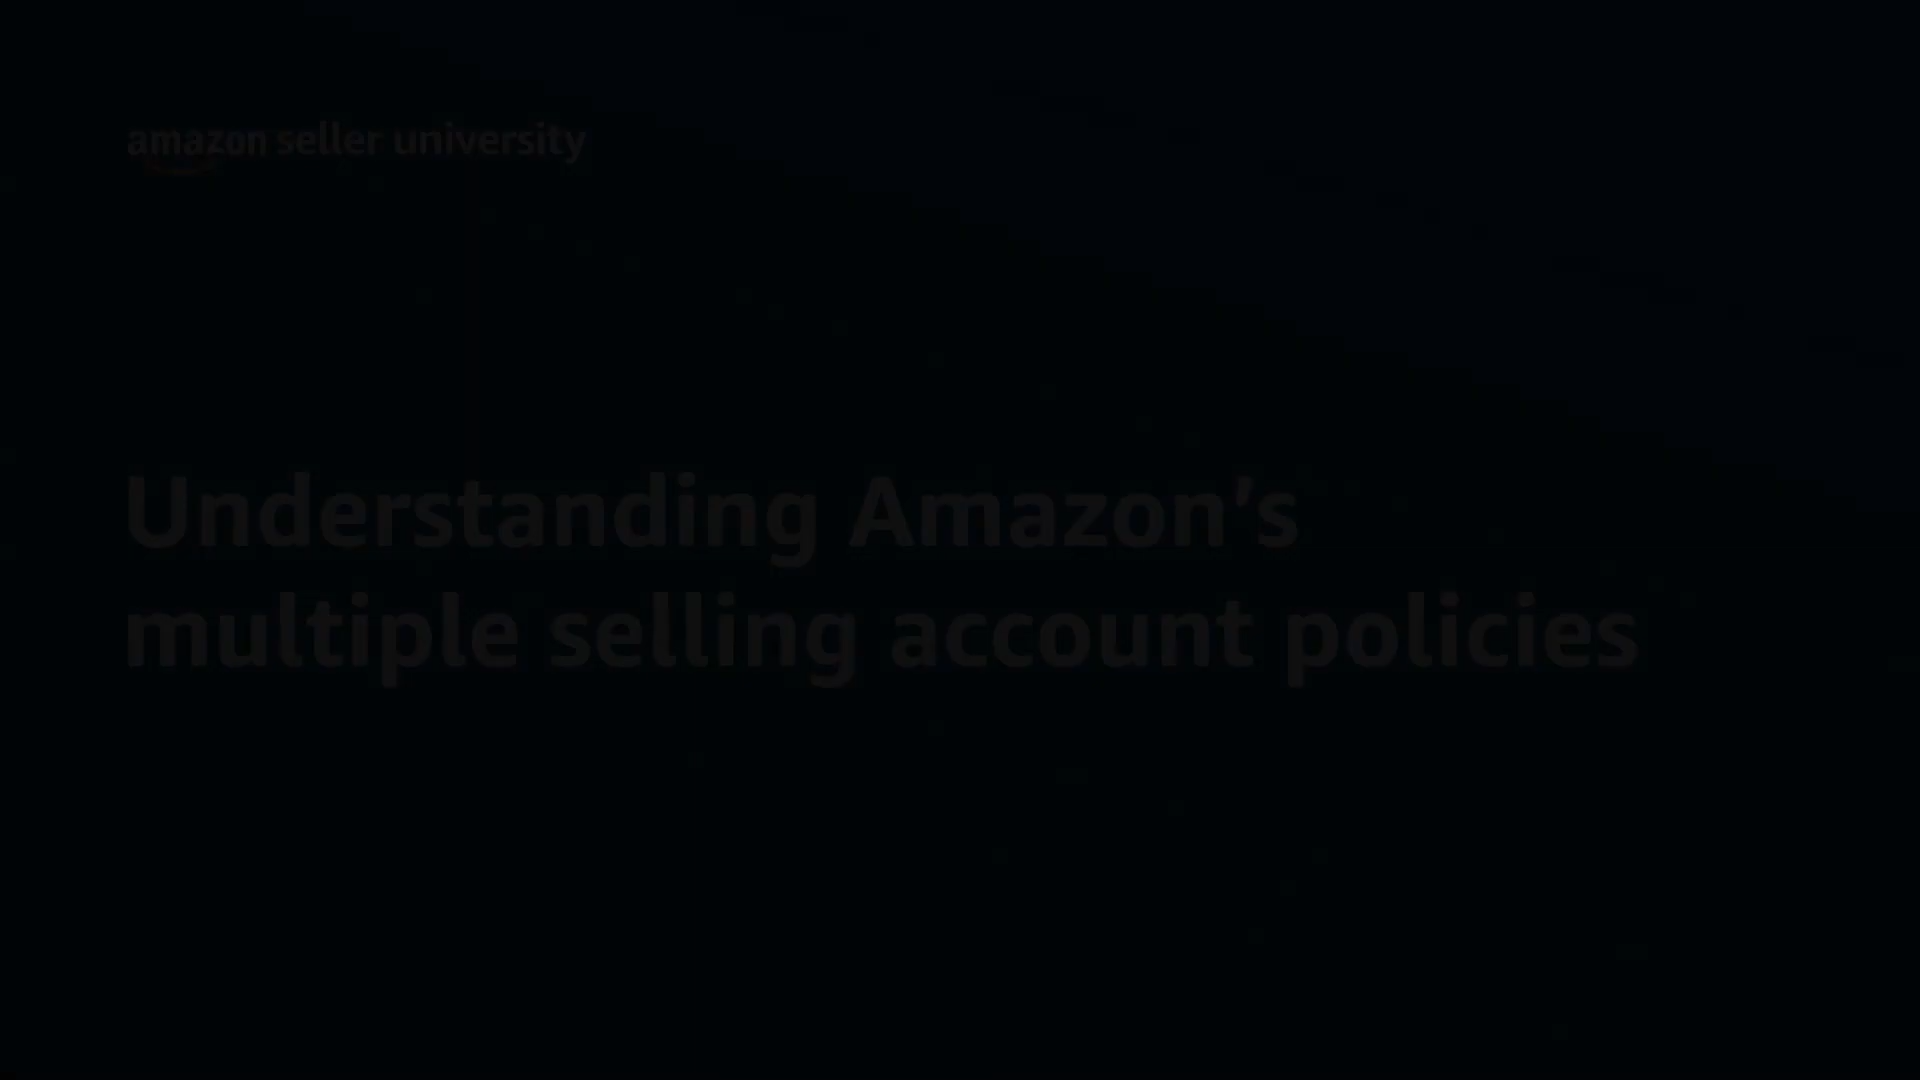 amazon seller university
Understanding Amazon’s
multiple selling account policies